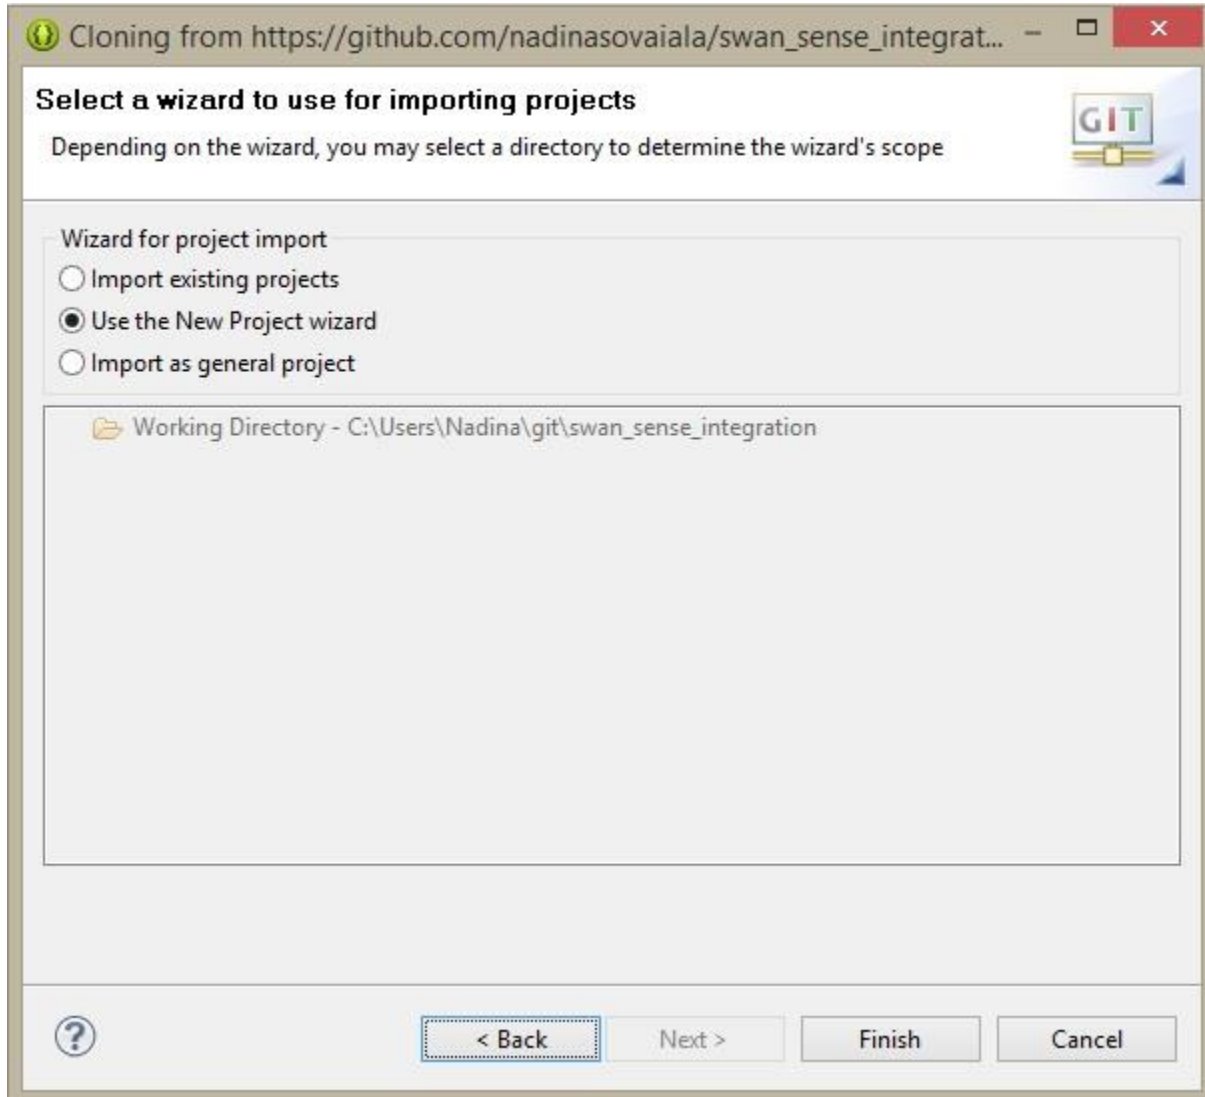 Cloning from https://github.com/nadinasovaiala/swan_sense_integrat...
Select a wizard to use for importing projects
Depending on the wizard, you may select a directory to determine the wizard's scope
GIT
Wizard for project import
Import existing projects
Use the New Project wizard
Import as general project
Working Directory - C:\Users\Nadina\git\swan_sense_integration
?
< Back Next > Finish Cancel